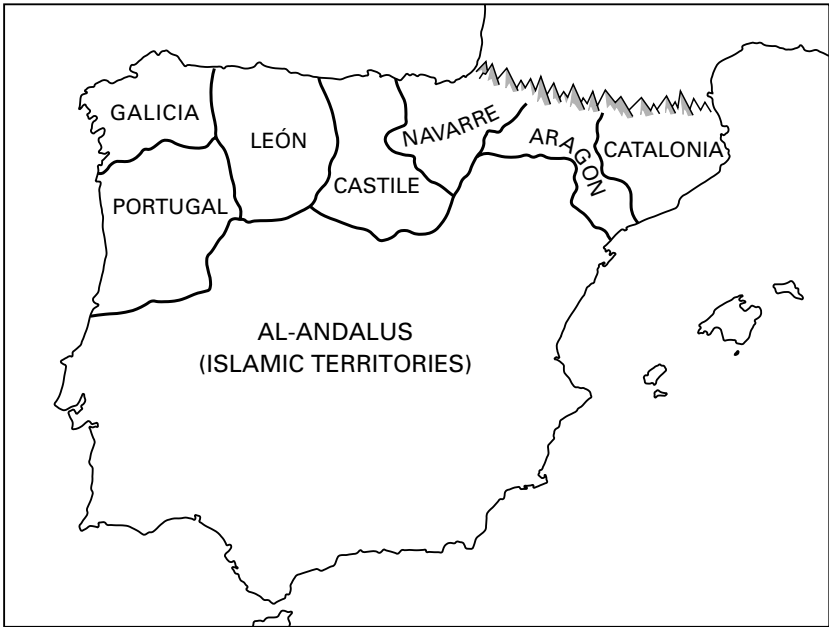 GALICIA
LEÓN
NAVARRE
ARAGON
CATALONIA
CASTILE
PORTUGAL
AL-ANDALUS
(ISLAMIC TERRITORIES)